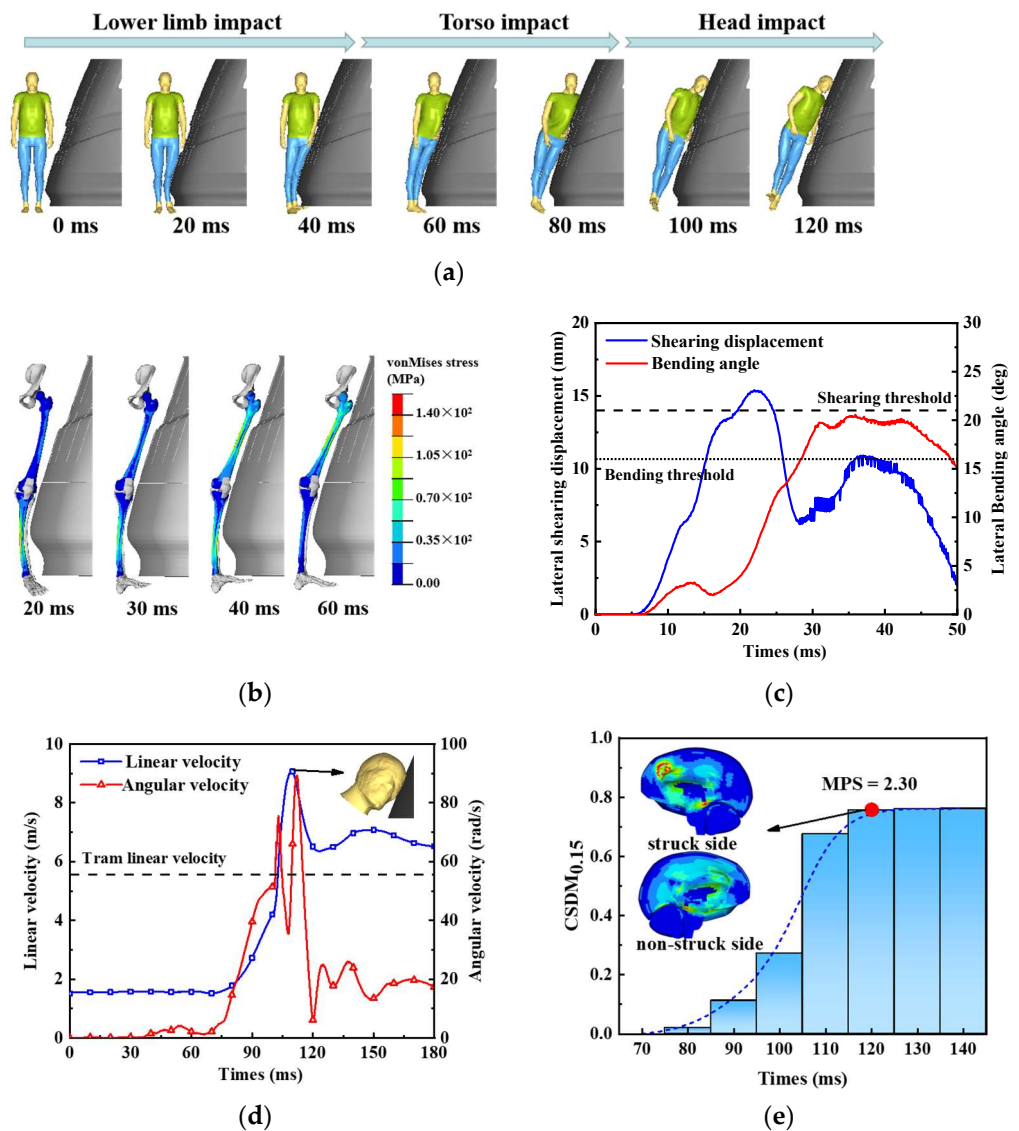 Lower limb impact Torso impact Head impact
0 ms 20 ms 40 ms 60 ms 80 ms 100 ms 120 ms
(a)
vonMises stress
(MPa)
1.40×10²
1.05×10²
0.70×10²
0.35×10²
0.00
20 ms 30 ms 40 ms 60 ms
(b)
Lateral shearing displacement (mm)
20
15
10
5
0
Shearing displacement
Bending angle
Shearing threshold
Bending threshold
30
25
20
15
10
5
0
Lateral Bending angle (deg)
0 10 20 30 40 50
Times (ms)
(c)
Linear velocity (m/s)
10
8
6
4
2
0
Linear velocity
Angular velocity
Tram linear velocity
100
80
60
40
20
0
Angular velocity (rad/s)
0 30 60 90 120 150 180
Times (ms)
(d)
CSDM0.15
1.0
0.8
0.6
0.4
0.2
0.0
MPS = 2.30
struck side
non-struck side
70 80 90 100 110 120 130 140
Times (ms)
(e)